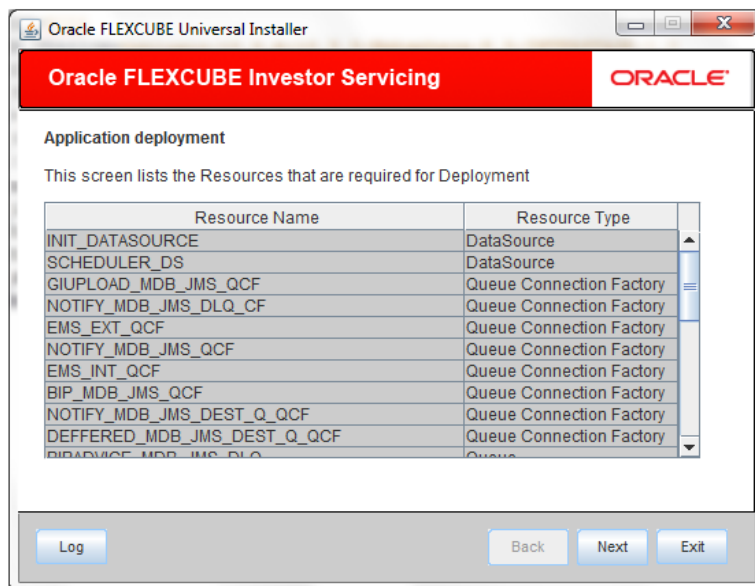 Oracle FLEXCUBE Universal Installer
Oracle FLEXCUBE Investor Servicing
ORACLE
Application deployment
This screen lists the Resources that are required for Deployment
Resource Name Resource Type
INIT_DATASOURCE DataSource
SCHEDULER_DS DataSource
GIUPLOAD_MDB_JMS_QCF Queue Connection Factory
NOTIFY_MDB_JMS_DLQ_CF Queue Connection Factory
EMS_EXT_QCF Queue Connection Factory
NOTIFY_MDB_JMS_QCF Queue Connection Factory
EMS_INT_QCF Queue Connection Factory
BIP_MDB_JMS_QCF Queue Connection Factory
NOTIFY_MDB_JMS_DEST_Q_QCF Queue Connection Factory
DEFFERED_MDB_JMS_DEST_Q_QCF Queue Connection Factory
BIPADVICE_MDB_JMS_DLQ Queue
Log Back Next Exit